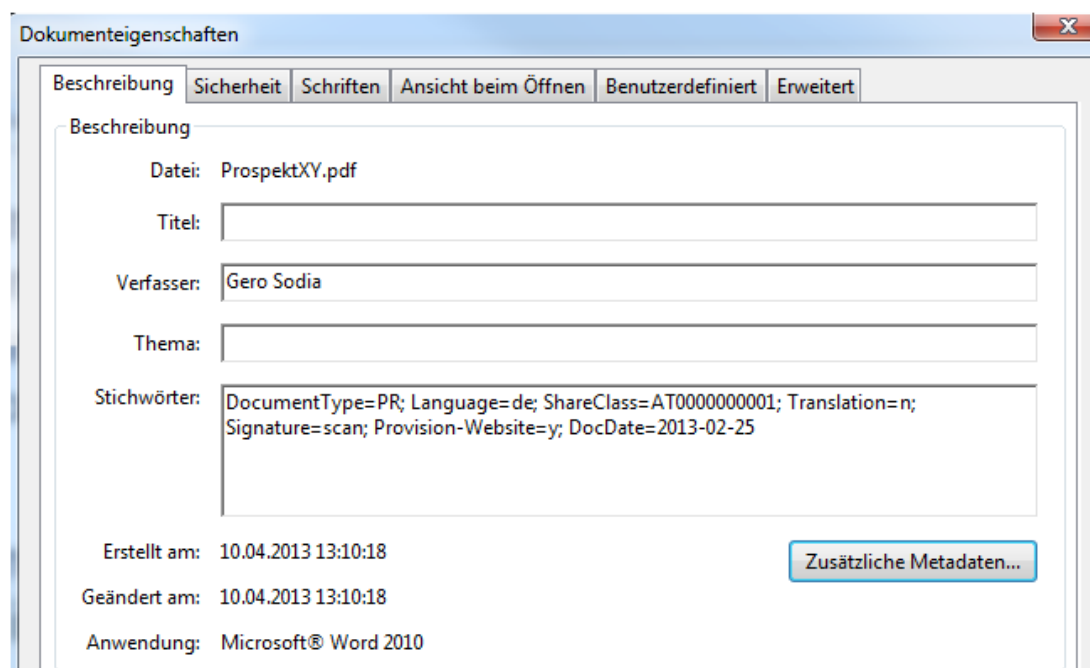 Dokumenteigenschaften
Beschreibung Sicherheit Schriften Ansicht beim Öffnen Benutzerdefiniert Erweitert
Beschreibung
Datei: ProspektXY.pdf
Titel:
Verfasser: Gero Sodia
Thema:
Stichwörter: DocumentType=PR; Language=de; ShareClass=AT0000000001; Translation=n;
Signature=scan; Provision-Website=y; DocDate=2013-02-25
Erstellt am: 10.04.2013 13:10:18
Zusätzliche Metadaten...
Geändert am: 10.04.2013 13:10:18
Anwendung: Microsoft® Word 2010